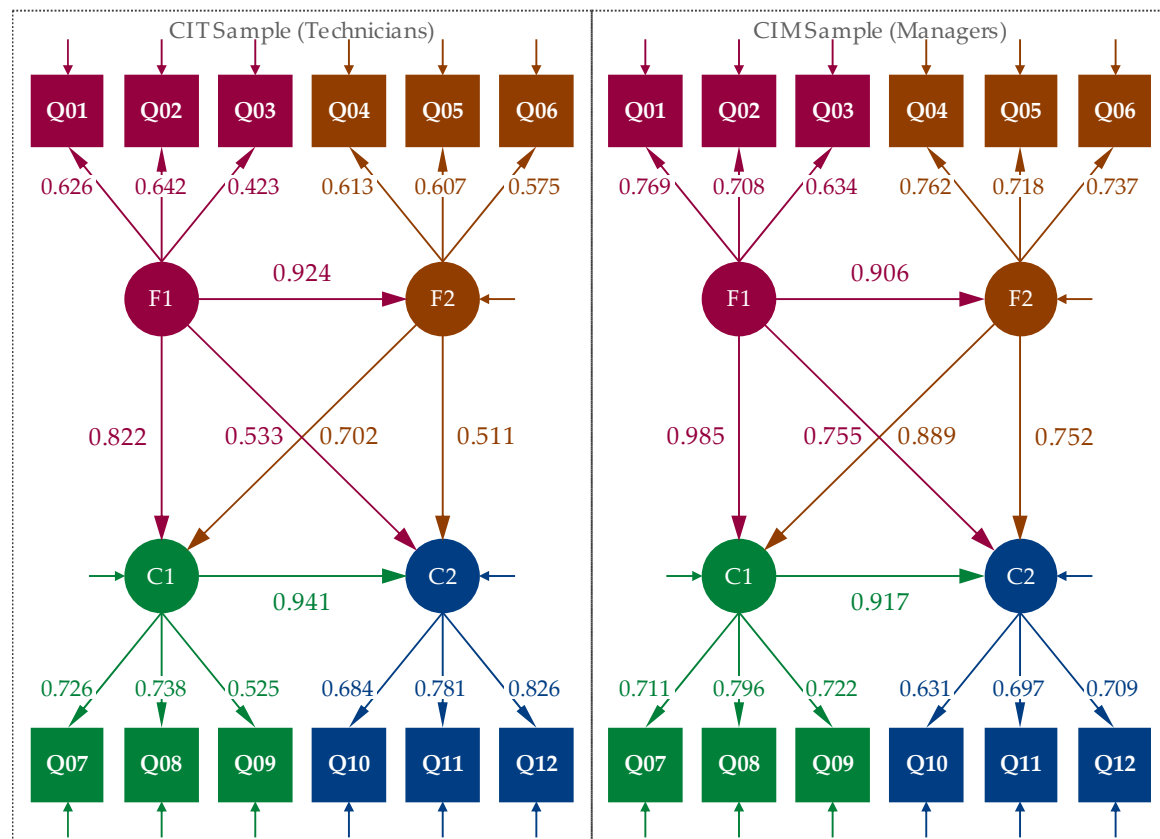 CIT Sample (Technicians)
CIM Sample (Managers)
Q01 Q02 Q03 Q04 Q05 Q06
Q01 Q02 Q03 Q04 Q05 Q06
0.626 0.642 0.423 0.613 0.607 0.575
0.769 0.708 0.634 0.762 0.718 0.737
0.924
0.906
F1 F2
F1 F2
0.822 0.533 0.702 0.511
0.985 0.755 0.889 0.752
C1 C2
C1 C2
0.941
0.917
0.726 0.738 0.525 0.684 0.781 0.826
0.711 0.796 0.722 0.631 0.697 0.709
Q07 Q08 Q09 Q10 Q11 Q12
Q07 Q08 Q09 Q10 Q11 Q12